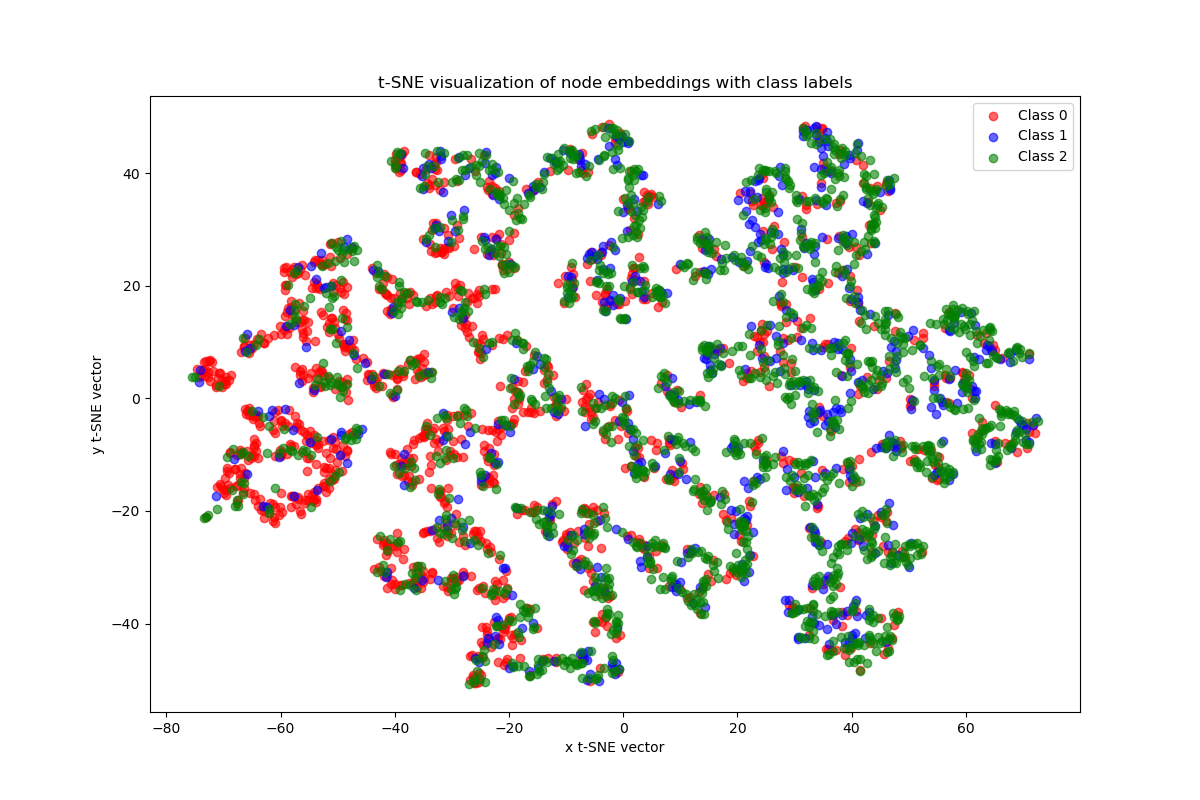 t-SNE visualization of node embeddings with class labels
Class 0
Class 1
Class 2
40
20
0
−20
−40
y t-SNE vector
−80 −60 −40 −20 0 20 40 60
x t-SNE vector